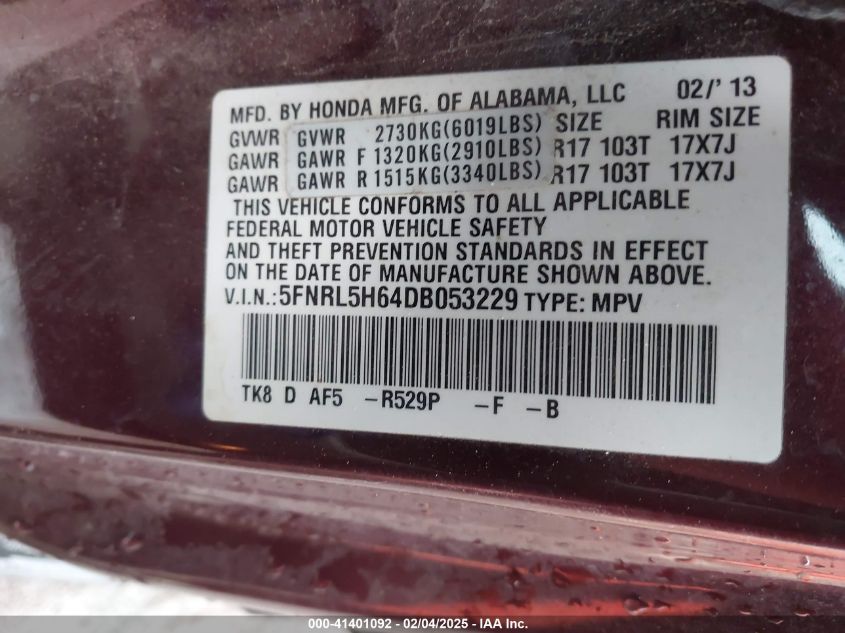 MFD. BY HONDA MFG. OF ALABAMA, LLC 02/' 13
GVWR GVWR 2730KG(6019LBS) SIZE RIM SIZE
GAWR GAWR F 1320KG(2910LBS) R17 103T 17X7J
GAWR GAWR R 1515KG(3340LBS) R17 103T 17X7J
THIS VEHICLE CONFORMS TO ALL APPLICABLE
FEDERAL MOTOR VEHICLE SAFETY
AND THEFT PREVENTION STANDARDS IN EFFECT
ON THE DATE OF MANUFACTURE SHOWN ABOVE.
V.I.N.:5FNRL5H64DB053229 TYPE: MPV
TK8 D AF5 -R529P -F -B
000-41401092 - 02/04/2025 - IAA Inc.